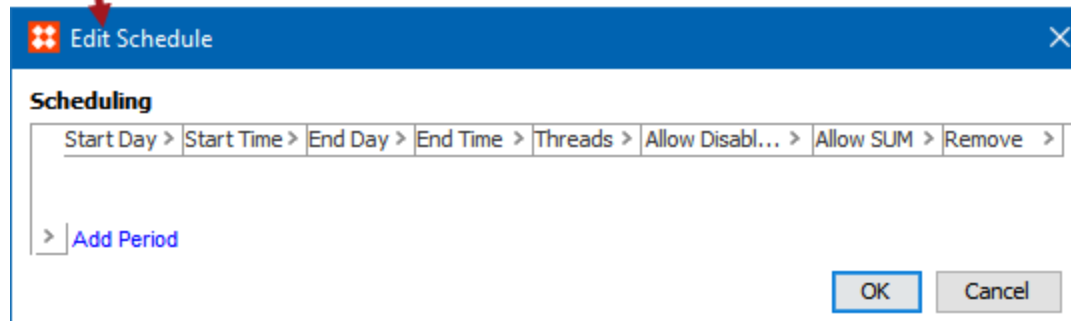 Edit Schedule
Scheduling
Start Day > Start Time > End Day > End Time > Threads > Allow Disabl... > Allow SUM > Remove >
> Add Period
OK Cancel